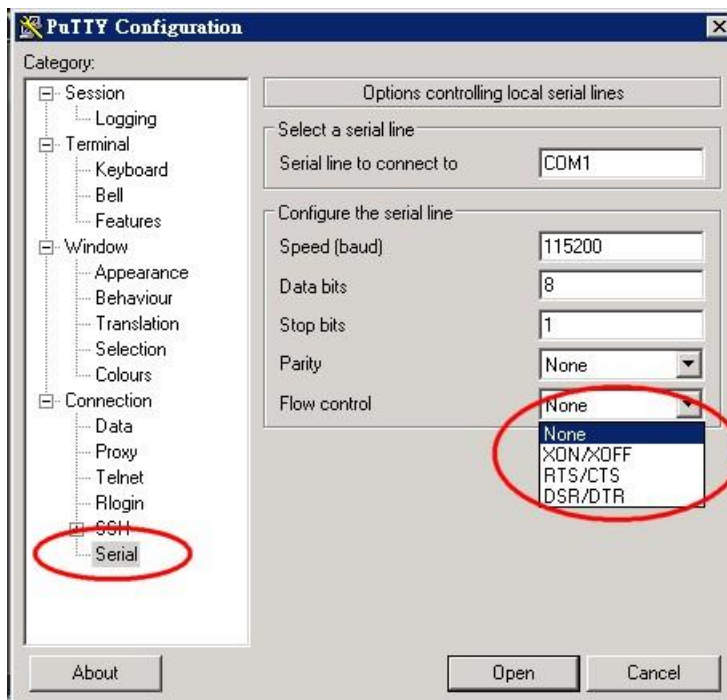 PuTTY Configuration
Category:
Session
Logging
Terminal
Keyboard
Bell
Features
Window
Appearance
Behaviour
Translation
Selection
Colours
Connection
Data
Proxy
Telnet
Rlogin
SSH
Serial
Options controlling local serial lines
Select a serial line
Serial line to connect to COM1
Configure the serial line
Speed (baud) 115200
Data bits 8
Stop bits 1
Parity None
Flow control None
None
XON/XOFF
RTS/CTS
DSR/DTR
About Open Cancel